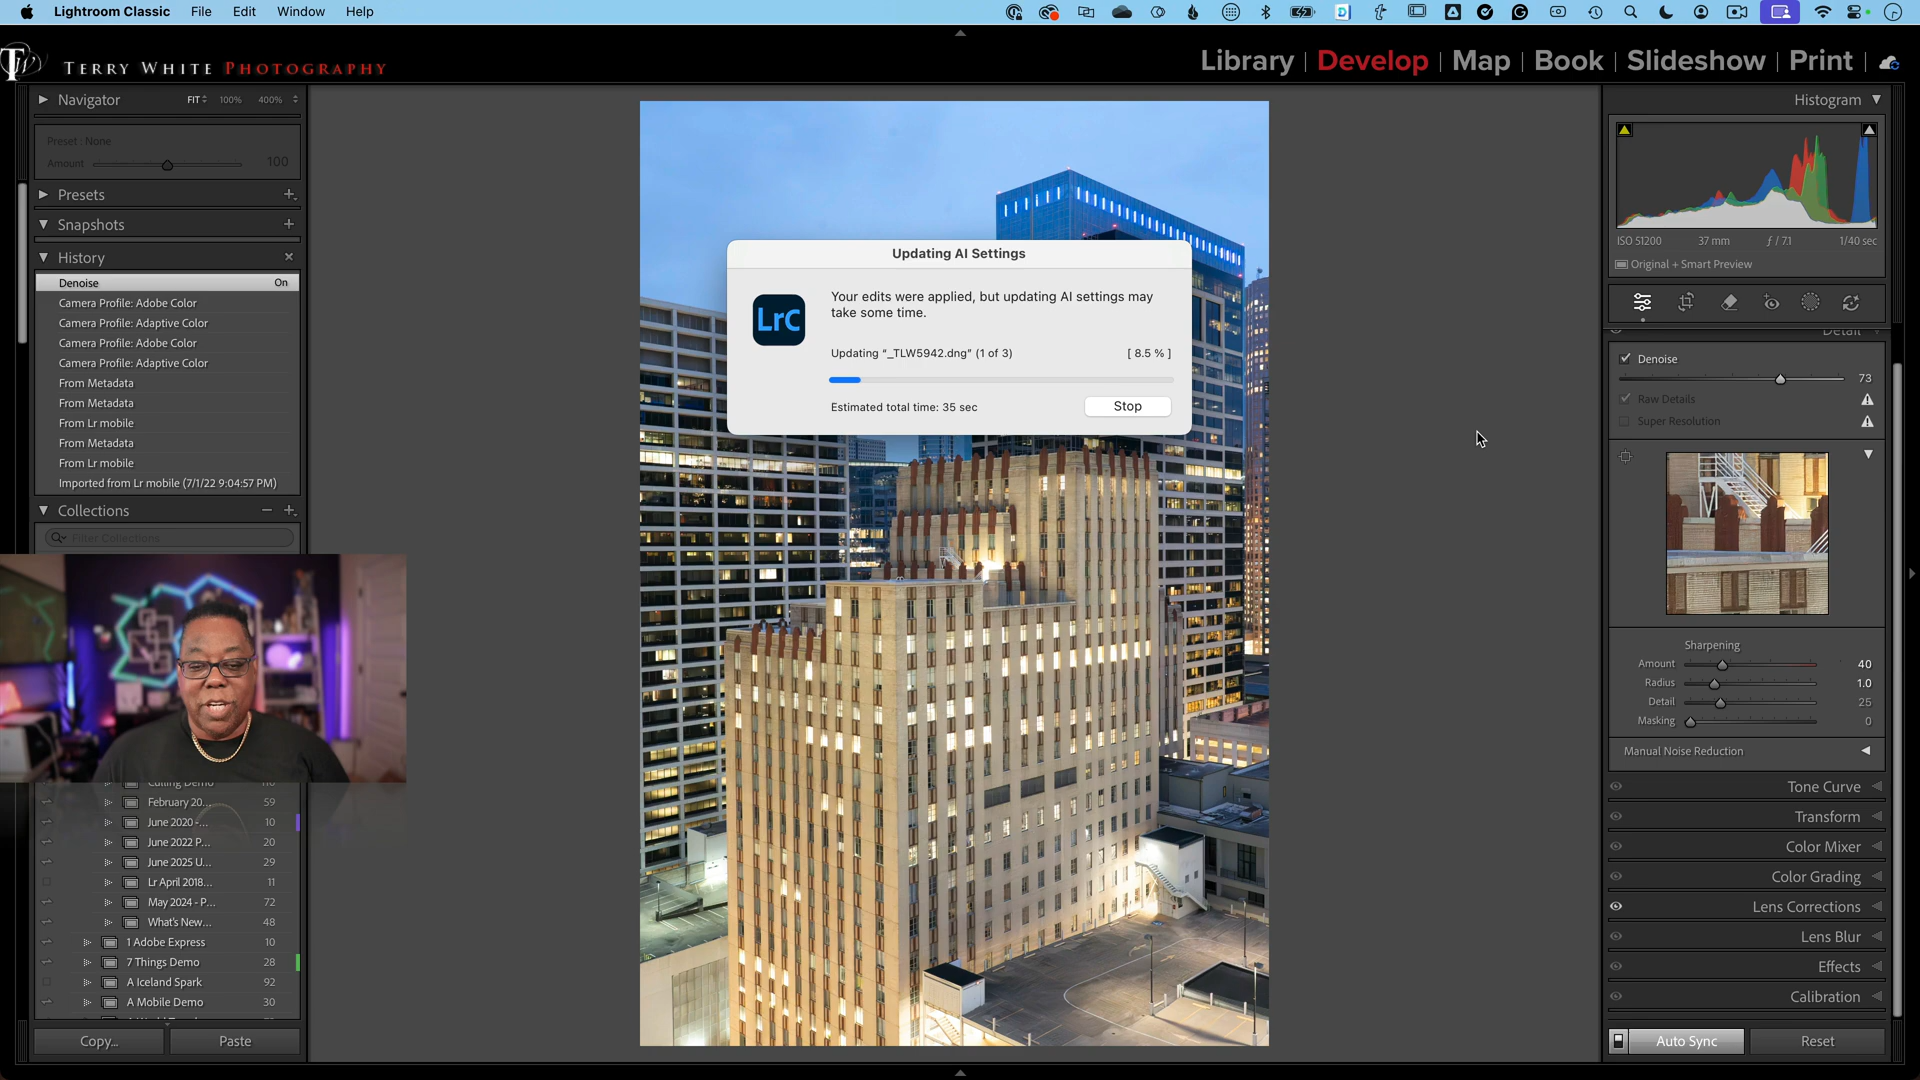 Lightroom Classic File Edit Window Help
TW TERRY WHITE PHOTOGRAPHY
Library | Develop | Map | Book | Slideshow | Print
Navigator FIT 100% 400%
Preset : None
Amount 100
Presets
Snapshots
History
Denoise On
Camera Profile: Adobe Color
Camera Profile: Adaptive Color
Camera Profile: Adobe Color
Camera Profile: Adaptive Color
From Metadata
From Metadata
From Lr mobile
From Metadata
From Lr mobile
Imported from Lr mobile (7/1/22 9:04:57 PM)
Collections
Filter Collections
Culling Demo
February 20... 59
June 2020 -... 10
June 2022 P... 20
June 2025 U... 29
Lr April 2018... 11
May 2024 - P... 72
What's New... 48
1 Adobe Express 10
7 Things Demo 28
A Iceland Spark 92
A Mobile Demo 30
Copy... Paste
Updating AI Settings
LrC
Your edits were applied, but updating AI settings may
take some time.
Updating “_TLW5942.dng” (1 of 3) [ 8.5 % ]
Estimated total time: 35 sec Stop
Histogram
ISO 51200 37 mm ƒ / 7.1 1/40 sec
Original + Smart Preview
Detail
Denoise
73
Raw Details
Super Resolution
Sharpening
Amount 40
Radius 1.0
Detail 25
Masking 0
Manual Noise Reduction
Tone Curve
Transform
Color Mixer
Color Grading
Lens Corrections
Lens Blur
Effects
Calibration
Auto Sync Reset